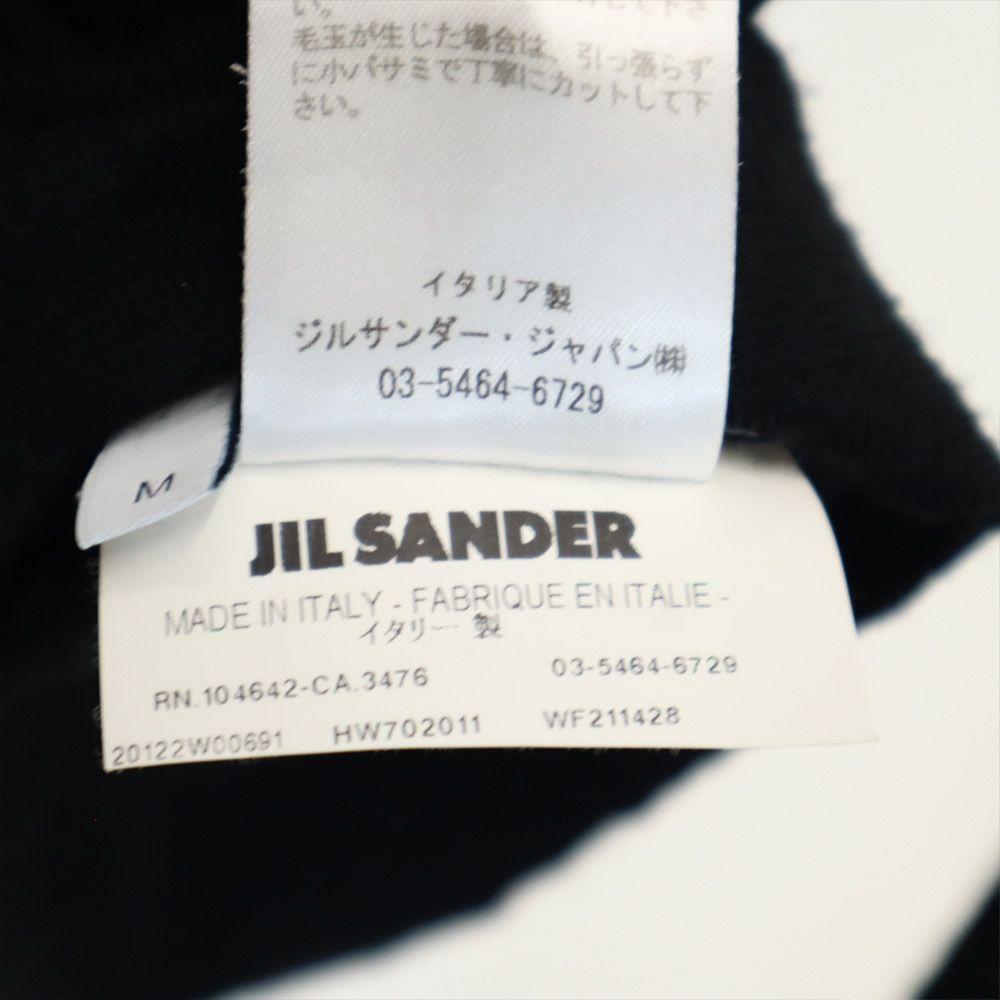 い。 下さ
毛玉が生じた場合は、引っ張らず
に小バサミで丁寧にカットして下
さい。
イタリア製
ジルサンダー・ジャパン㈱
03-5464-6729
M
JIL SANDER
MADE IN ITALY - FABRIQUE EN ITALIE -
イタリー 製
RN.104642-CA.3476 03-5464-6729
20122W00691 HW702011 WF211428